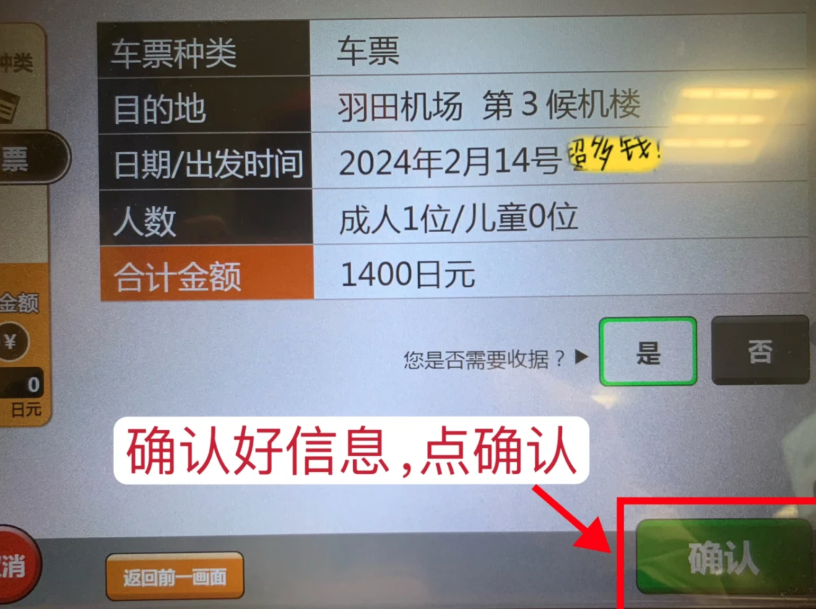 种类
车票种类 车票
目的地 羽田机场 第3候机楼
票
日期/出发时间 2024年2月14号 超多钱!
人数 成人1位/儿童0位
合计金额 1400日元
金额
¥
0
日元
您是否需要收据？▶ 是 否
确认好信息,点确认
取消
返回前一画面
确认